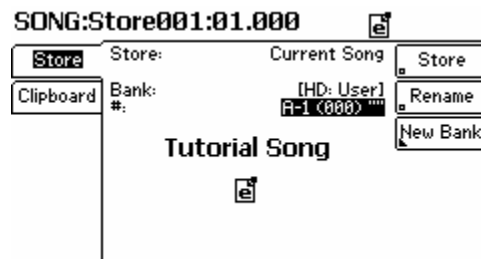 SONG:Store001:01.000 e
Store
Clipboard
Store: Current Song
Bank: [HD: User]
#: A-1 (000) ""
Tutorial Song
e
Store
Rename
New Bank